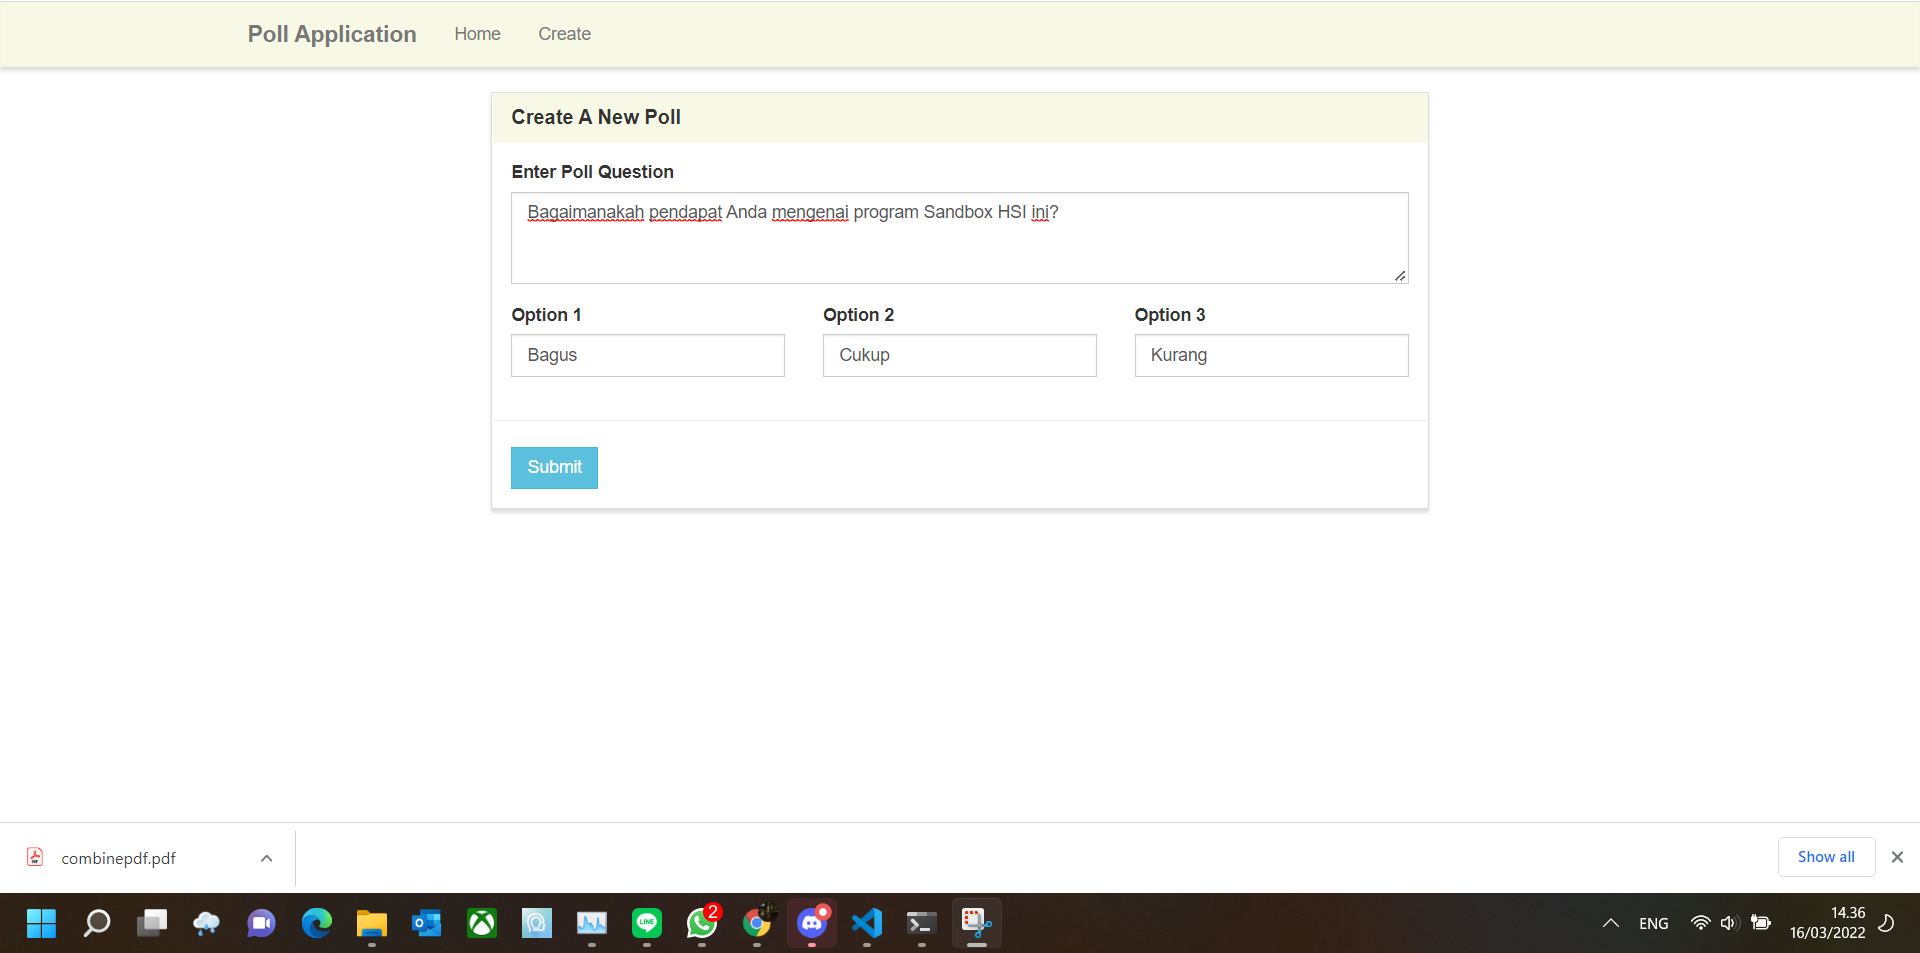 Poll Application Home Create
Create A New Poll
Enter Poll Question
Bagaimanakah pendapat Anda mengenai program Sandbox HSI ini?
Option 1 Option 2 Option 3
Bagus Cukup Kurang
Submit
combinepdf.pdf Show all
LINE 2 ENG 14.36
16/03/2022